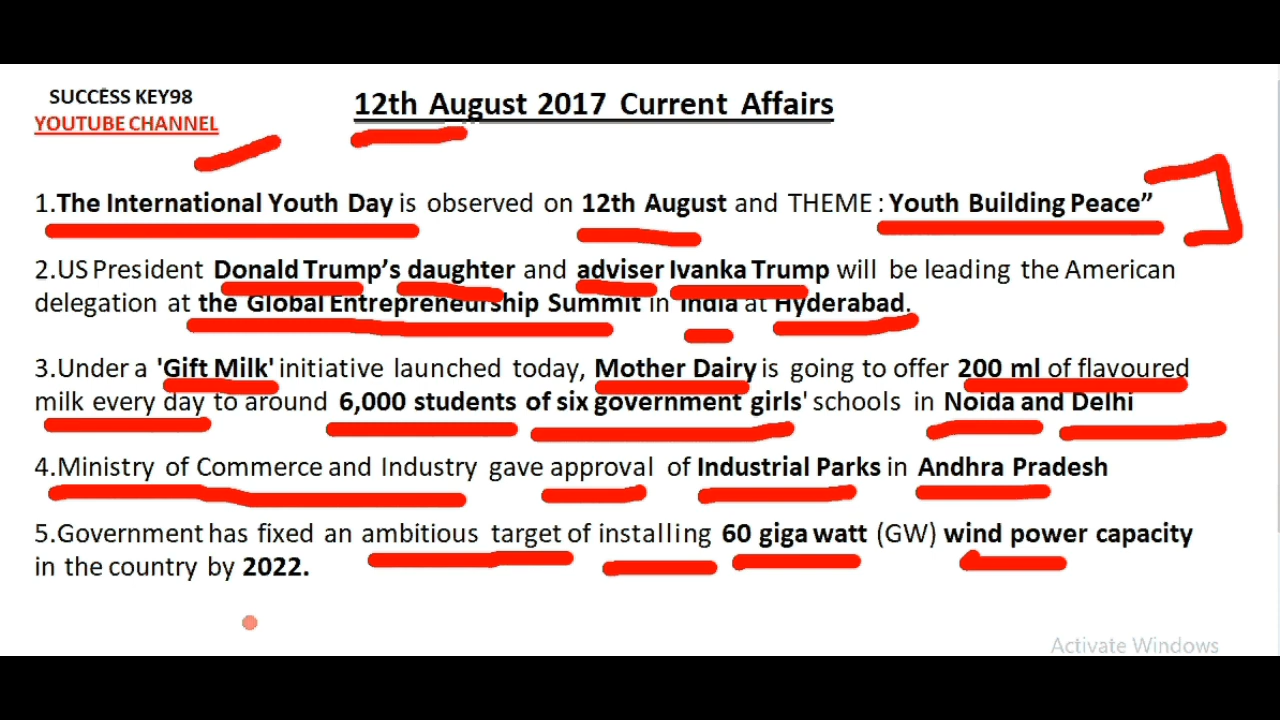 SUCCESS KEY98
YOUTUBE CHANNEL
12th August 2017 Current Affairs
1.The International Youth Day is observed on 12th August and THEME : Youth Building Peace”
2.US President Donald Trump’s daughter and adviser Ivanka Trump will be leading the American
delegation at the Global Entrepreneurship Summit in India at Hyderabad.
3.Under a 'Gift Milk' initiative launched today, Mother Dairy is going to offer 200 ml of flavoured
milk every day to around 6,000 students of six government girls' schools in Noida and Delhi
4.Ministry of Commerce and Industry gave approval of Industrial Parks in Andhra Pradesh
5.Government has fixed an ambitious target of installing 60 giga watt (GW) wind power capacity
in the country by 2022.
Activate Windows